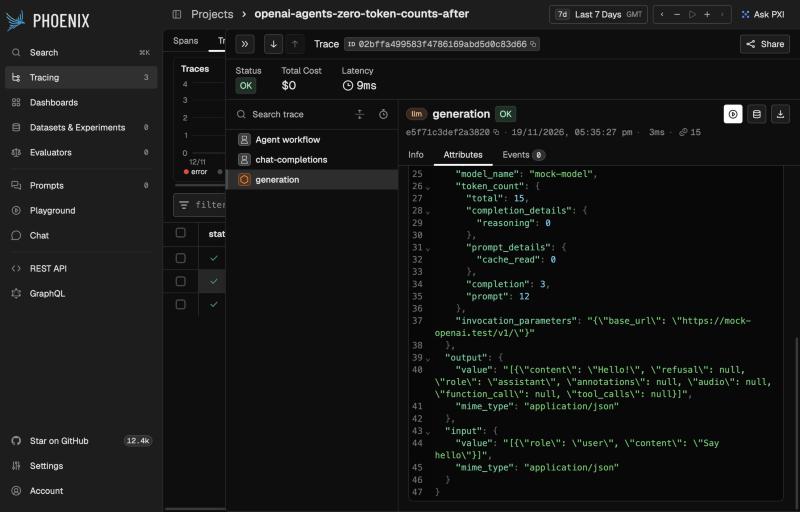 PHOENIX
Search ⌘K
Tracing 3
Dashboards
Datasets & Experiments 0
Evaluators 0
Prompts 0
Playground
Chat
REST API
GraphQL
Star on GitHub 12.4k
Settings
Account
Projects > openai-agents-zero-token-counts-after
7d Last 7 Days GMT
Ask PXI
Spans
Traces
4
3
2
1
0
12/11
error
filter
stat
Trace ID 02bffa499583f4786169abd5d0c83d66
Share
Status
OK
Total Cost
$0
Latency
9ms
Search trace
Agent workflow
chat-completions
generation
llm generation OK
e5f71c3def2a3820 · 19/11/2026, 05:35:27 pm · 3ms · 15
Info Attributes Events 0
25 "model_name": "mock-model",
26 "token_count": {
27 "total": 15,
28 "completion_details": {
29 "reasoning": 0
30 },
31 "prompt_details": {
32 "cache_read": 0
33 },
34 "completion": 3,
35 "prompt": 12
36 },
37 "invocation_parameters": "{\"base_url\": \"https://mock-
openai.test/v1/\"}"
38 },
39 "output": {
40 "value": "[{\"content\": \"Hello!\", \"refusal\": null,
\"role\": \"assistant\", \"annotations\": null, \"audio\": null,
\"function_call\": null, \"tool_calls\": null}]",
41 "mime_type": "application/json"
42 },
43 "input": {
44 "value": "[{\"role\": \"user\", \"content\": \"Say
hello\"}]",
45 "mime_type": "application/json"
46 }
47 }